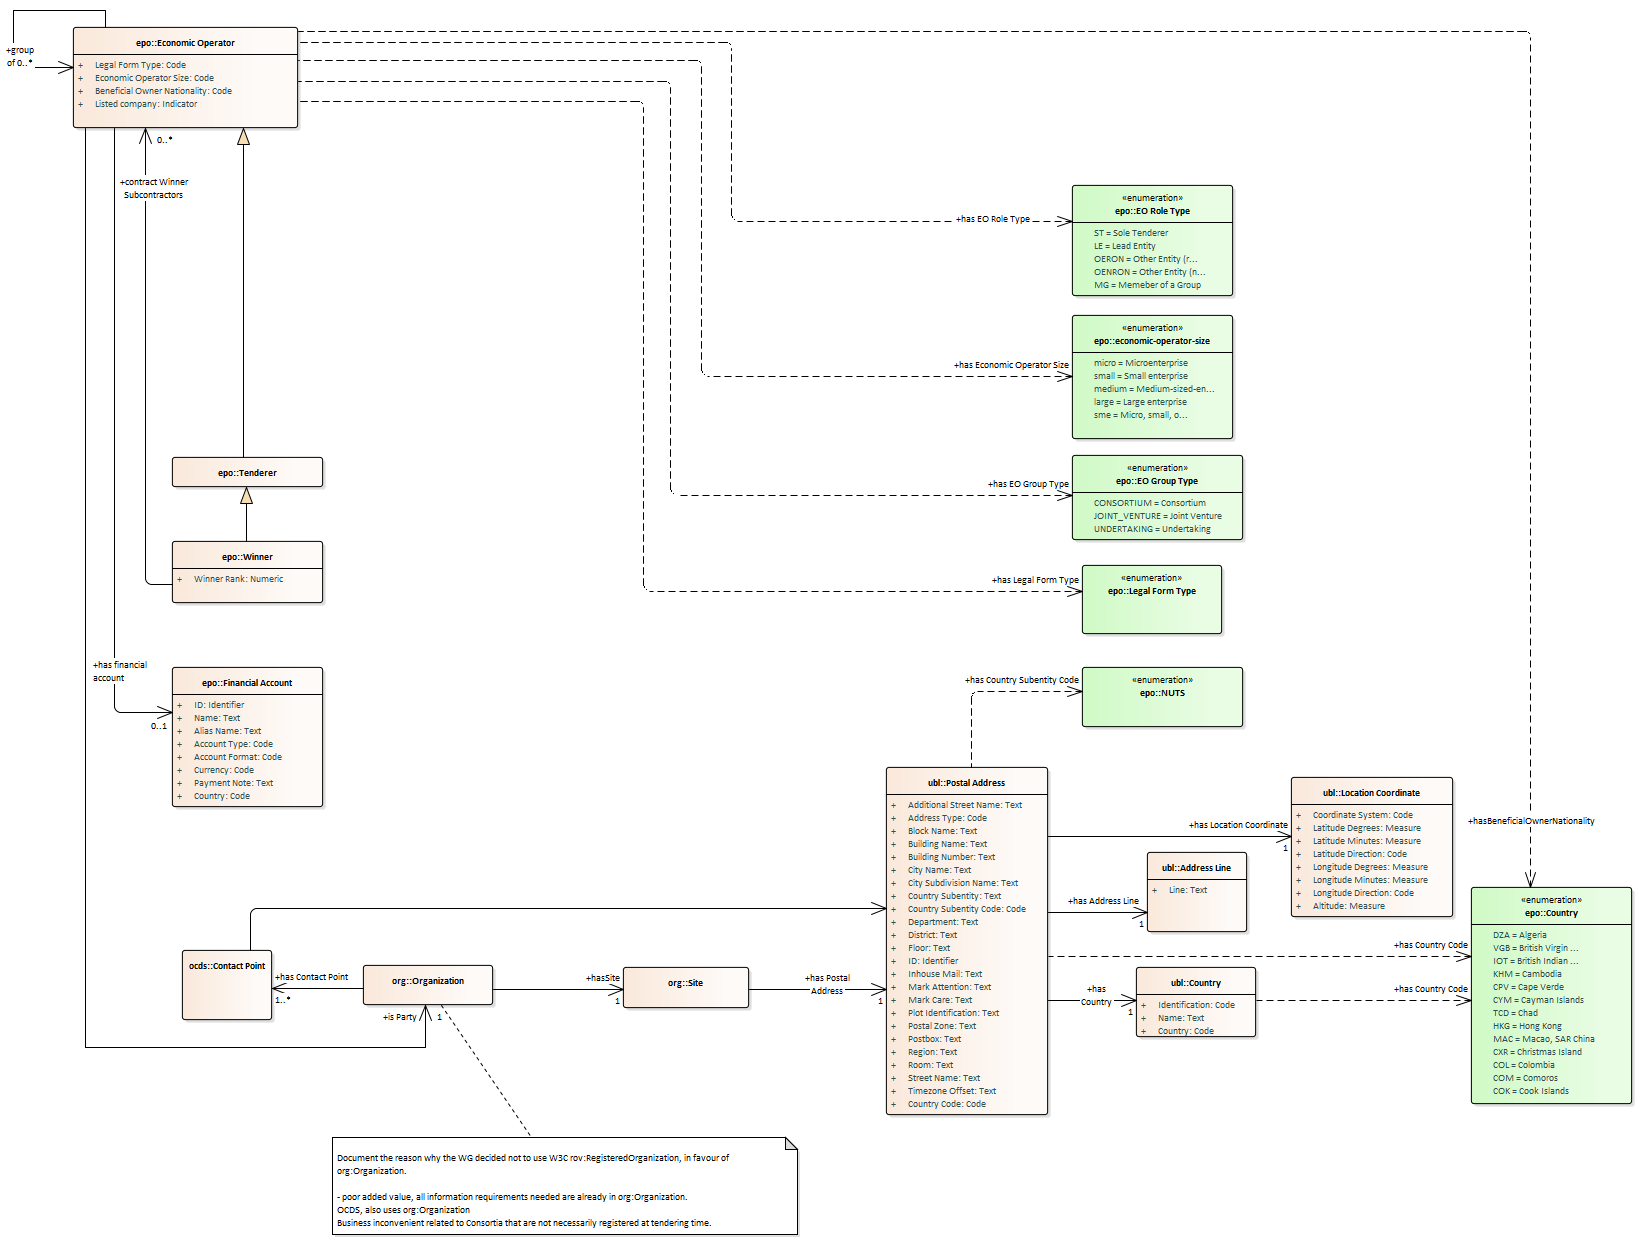 +group
of 0..*
epo::Economic Operator
+ Legal Form Type: Code
+ Economic Operator Size: Code
+ Beneficial Owner Nationality: Code
+ Listed company: Indicator
0..*
+contract Winner
Subcontractors
«enumeration»
epo::EO Role Type
ST = Sole Tenderer
LE = Lead Entity
OERON = Other Entity (r...
OENRON = Other Entity (n...
MG = Memeber of a Group
+has EO Role Type
«enumeration»
epo::economic-operator-size
micro = Microenterprise
small = Small enterprise
medium = Medium-sized-en...
large = Large enterprise
sme = Micro, small, o...
+has Economic Operator Size
«enumeration»
epo::EO Group Type
CONSORTIUM = Consortium
JOINT_VENTURE = Joint Venture
UNDERTAKING = Undertaking
+has EO Group Type
epo::Tenderer
epo::Winner
+ Winner Rank: Numeric
+has Legal Form Type
«enumeration»
epo::Legal Form Type
+has financial
account
0..1
epo::Financial Account
+ ID: Identifier
+ Name: Text
+ Alias Name: Text
+ Account Type: Code
+ Account Format: Code
+ Currency: Code
+ Payment Note: Text
+ Country: Code
+has Country Subentity Code
«enumeration»
epo::NUTS
ubl::Postal Address
+ Additional Street Name: Text
+ Address Type: Code
+ Block Name: Text
+ Building Name: Text
+ Building Number: Text
+ City Name: Text
+ City Subdivision Name: Text
+ Country Subentity: Text
+ Country Subentity Code: Code
+ Department: Text
+ District: Text
+ Floor: Text
+ ID: Identifier
+ Inhouse Mail: Text
+ Mark Attention: Text
+ Mark Care: Text
+ Plot Identification: Text
+ Postal Zone: Text
+ Postbox: Text
+ Region: Text
+ Room: Text
+ Street Name: Text
+ Timezone Offset: Text
+ Country Code: Code
+has Location Coordinate
1
ubl::Location Coordinate
+ Coordinate System: Code
+ Latitude Degrees: Measure
+ Latitude Minutes: Measure
+ Latitude Direction: Code
+ Longitude Degrees: Measure
+ Longitude Minutes: Measure
+ Longitude Direction: Code
+ Altitude: Measure
+hasBeneficialOwnerNationality
ubl::Address Line
+ Line: Text
+has Address Line
1
«enumeration»
epo::Country
DZA = Algeria
VGB = British Virgin ...
IOT = British Indian ...
KHM = Cambodia
CPV = Cape Verde
CYM = Cayman Islands
TCD = Chad
HKG = Hong Kong
MAC = Macao, SAR China
CXR = Christmas Island
COL = Colombia
COM = Comoros
COK = Cook Islands
+has Country Code
+has Country Code
+has
Country
1
ubl::Country
+ Identification: Code
+ Name: Text
+ Country: Code
ocds::Contact Point
+has Contact Point
1..*
org::Organization
+is Party
1
+hasSite
1
org::Site
+has Postal
Address
1
Document the reason why the WG decided not to use W3C rov:RegisteredOrganization, in favour of
org:Organization.
- poor added value, all information requirements needed are already in org:Organization.
OCDS, also uses org:Organization
Business inconvenient related to Consortia that are not necessarily registered at tendering time.